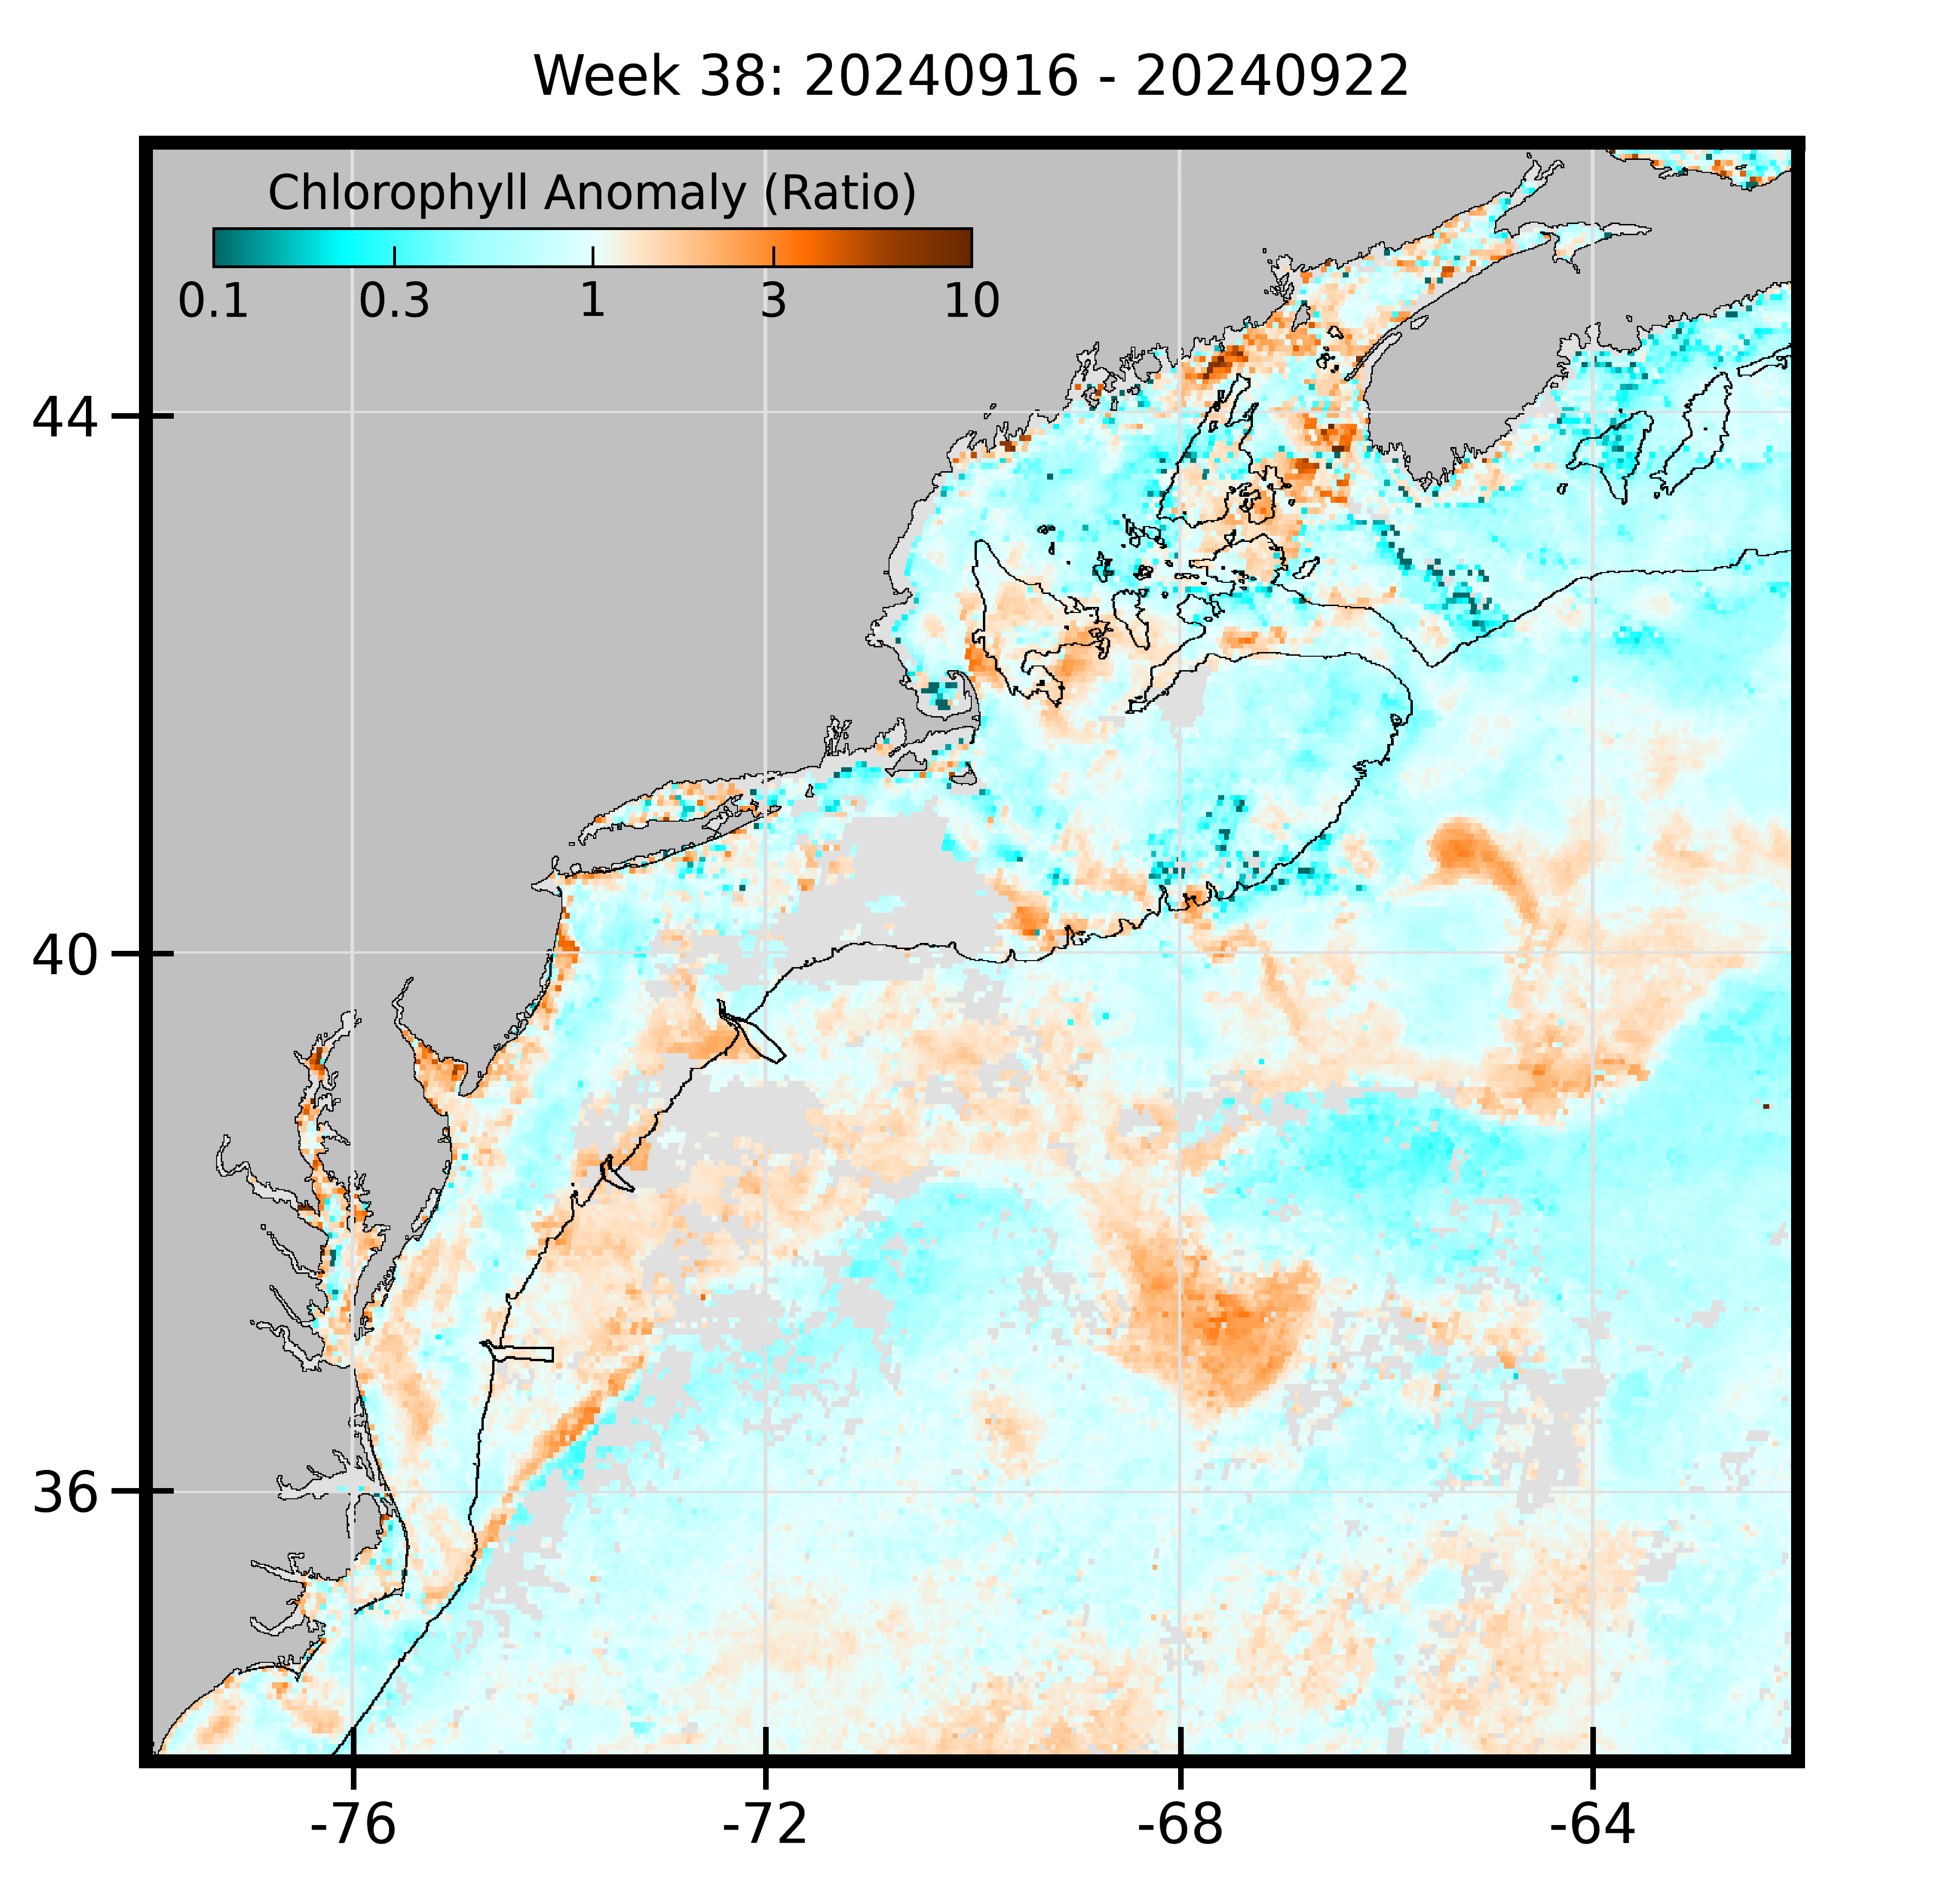 Week 38: 20240916 - 20240922
Chlorophyll Anomaly (Ratio)
0.1 0.3 1 3 10
44
40
36
-76 -72 -68 -64